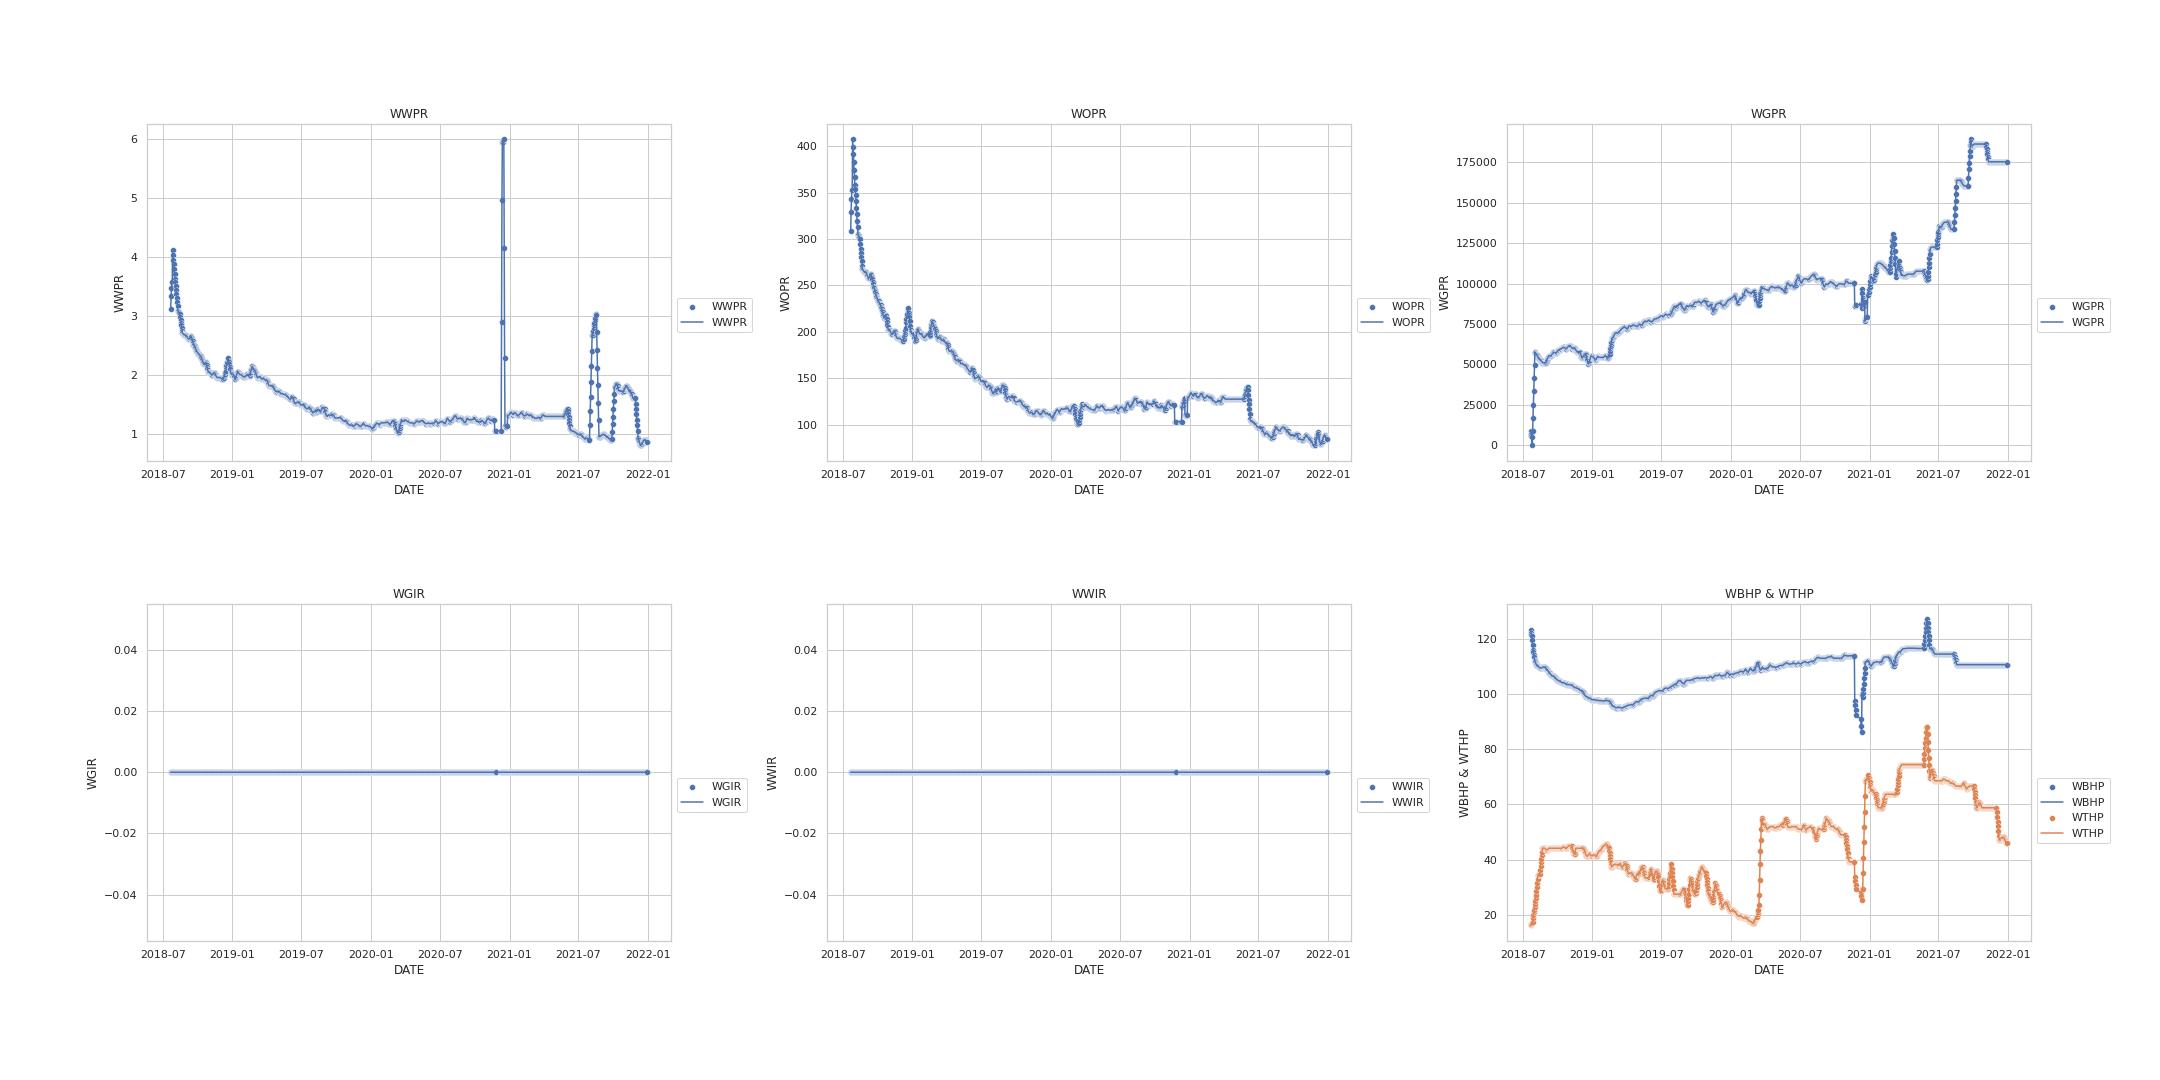 WWPR
WWPR
6
5
4
3
2
1
2018-07 2019-01 2019-07 2020-01 2020-07 2021-01 2021-07 2022-01
DATE
WWPR
WWPR
WOPR
WOPR
400
350
300
250
200
150
100
2018-07 2019-01 2019-07 2020-01 2020-07 2021-01 2021-07 2022-01
DATE
WOPR
WOPR
WGPR
WGPR
175000
150000
125000
100000
75000
50000
25000
0
2018-07 2019-01 2019-07 2020-01 2020-07 2021-01 2021-07 2022-01
DATE
WGPR
WGPR
WGIR
WGIR
0.04
0.02
0.00
−0.02
−0.04
2018-07 2019-01 2019-07 2020-01 2020-07 2021-01 2021-07 2022-01
DATE
WGIR
WGIR
WWIR
WWIR
0.04
0.02
0.00
−0.02
−0.04
2018-07 2019-01 2019-07 2020-01 2020-07 2021-01 2021-07 2022-01
DATE
WWIR
WWIR
WBHP & WTHP
WBHP & WTHP
120
100
80
60
40
20
2018-07 2019-01 2019-07 2020-01 2020-07 2021-01 2021-07 2022-01
DATE
WBHP
WBHP
WTHP
WTHP